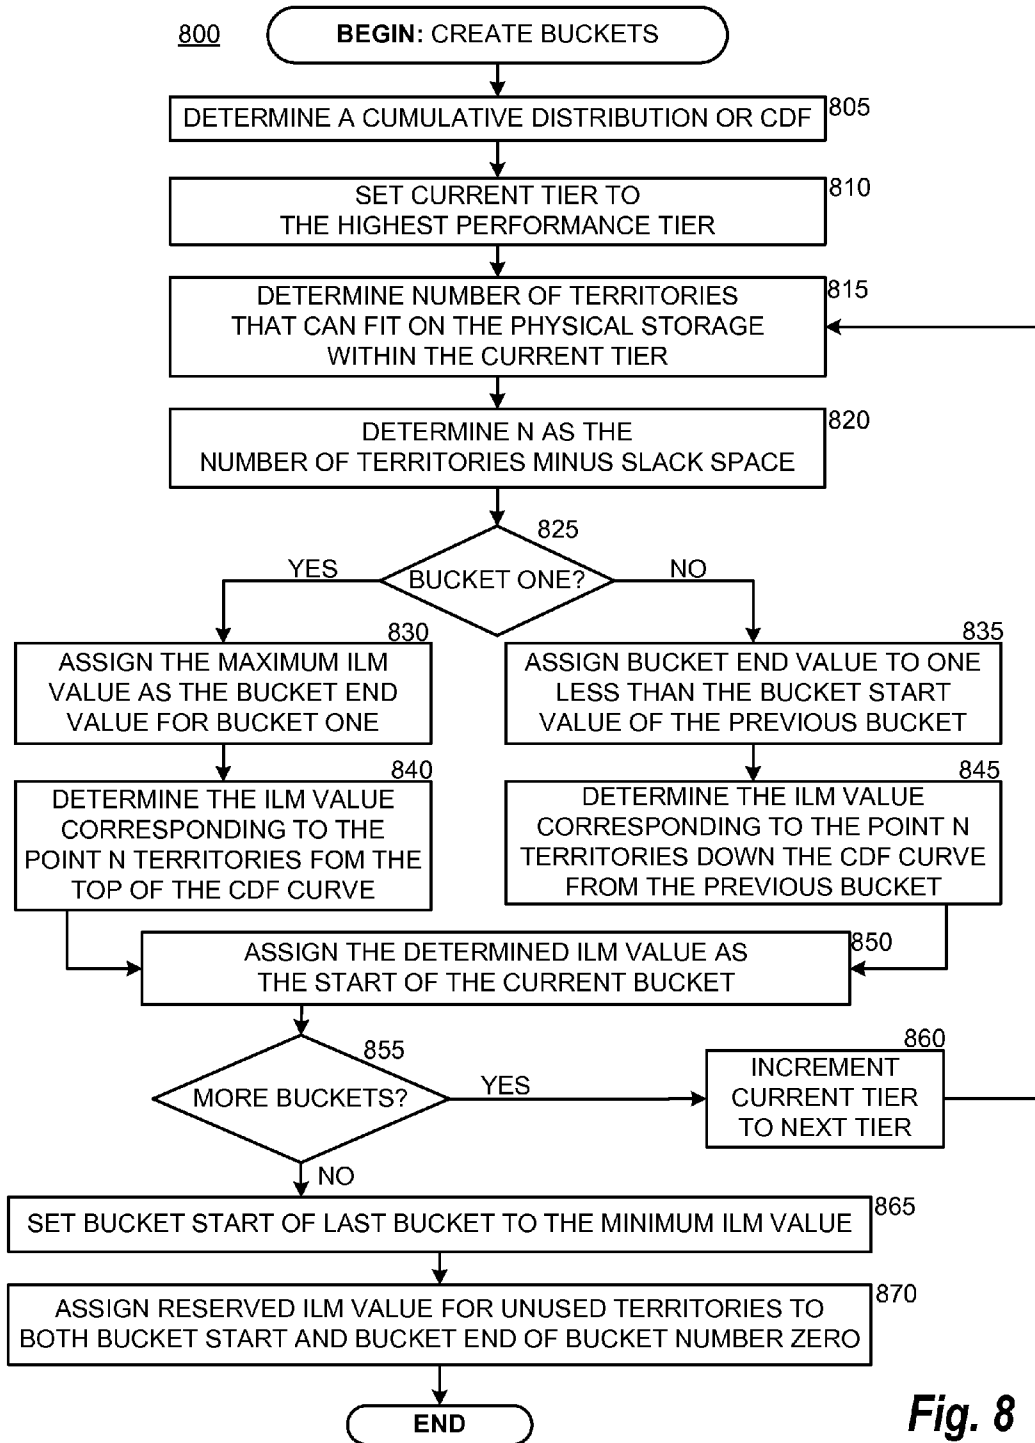 800
BEGIN: CREATE BUCKETS
805
DETERMINE A CUMULATIVE DISTRIBUTION OR CDF
810
SET CURRENT TIER TO
THE HIGHEST PERFORMANCE TIER
815
DETERMINE NUMBER OF TERRITORIES
THAT CAN FIT ON THE PHYSICAL STORAGE
WITHIN THE CURRENT TIER
820
DETERMINE N AS THE
NUMBER OF TERRITORIES MINUS SLACK SPACE
825
BUCKET ONE?
YES
NO
830
ASSIGN THE MAXIMUM ILM
VALUE AS THE BUCKET END
VALUE FOR BUCKET ONE
835
ASSIGN BUCKET END VALUE TO ONE
LESS THAN THE BUCKET START
VALUE OF THE PREVIOUS BUCKET
840
DETERMINE THE ILM VALUE
CORRESPONDING TO THE
POINT N TERRITORIES FOM THE
TOP OF THE CDF CURVE
845
DETERMINE THE ILM VALUE
CORRESPONDING TO THE POINT N
TERRITORIES DOWN THE CDF CURVE
FROM THE PREVIOUS BUCKET
850
ASSIGN THE DETERMINED ILM VALUE AS
THE START OF THE CURRENT BUCKET
855
MORE BUCKETS?
YES
NO
860
INCREMENT
CURRENT TIER
TO NEXT TIER
865
SET BUCKET START OF LAST BUCKET TO THE MINIMUM ILM VALUE
870
ASSIGN RESERVED ILM VALUE FOR UNUSED TERRITORIES TO
BOTH BUCKET START AND BUCKET END OF BUCKET NUMBER ZERO
END
Fig. 8